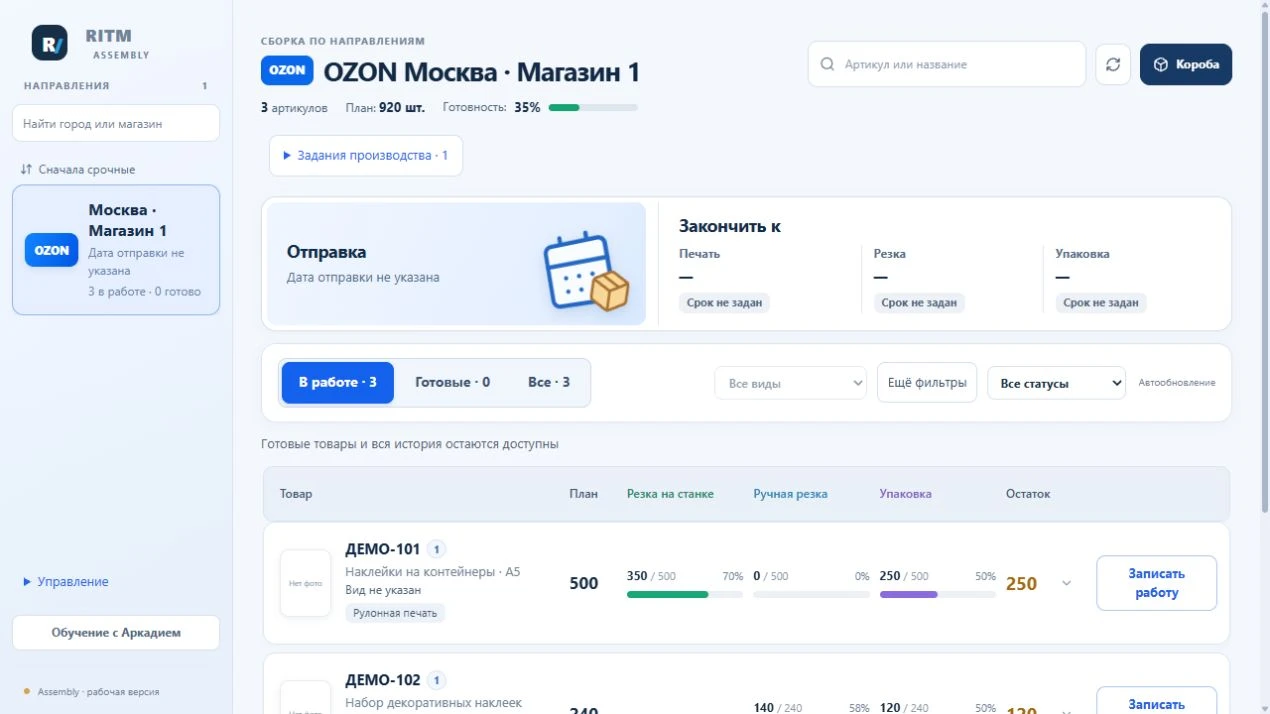 RITM
ASSEMBLY
НАПРАВЛЕНИЯ 1
Найти город или магазин
Сначала срочные
OZON
Москва ·
Магазин 1
Дата отправки не
указана
3 в работе · 0 готово
Управление
Обучение с Аркадием
Assembly · рабочая версия
СБОРКА ПО НАПРАВЛЕНИЯМ
OZON OZON Москва · Магазин 1
3 артикулов План: 920 шт. Готовность: 35%
Артикул или название
Короба
Задания производства · 1
Отправка
Дата отправки не указана
Закончить к
Печать Резка Упаковка
— — —
Срок не задан Срок не задан Срок не задан
В работе · 3 Готовые · 0 Все · 3
Все виды Ещё фильтры Все статусы Автообновление
Готовые товары и вся история остаются доступны
Товар План Резка на станке Ручная резка Упаковка Остаток
Нет фото
ДЕМО-101 1
Наклейки на контейнеры · A5
Вид не указан
Рулонная печать
500 350 / 500 70% 0 / 500 0% 250 / 500 50% 250
Записать
работу
ДЕМО-102 1
Набор декоративных наклеек
Нет фото
240 140 / 240 58% 120 / 240 50% 120
Записать